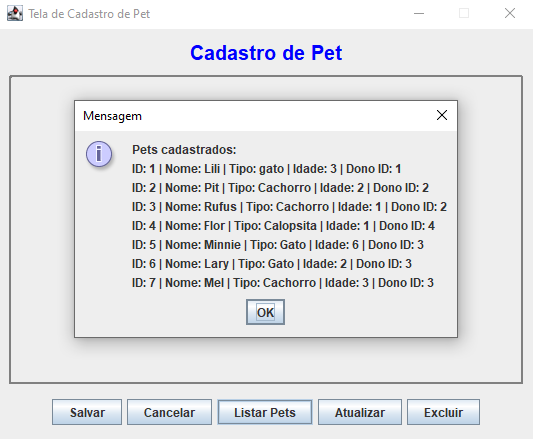 Tela de Cadastro de Pet
Cadastro de Pet
Mensagem
Pets cadastrados:
ID: 1 | Nome: Lili | Tipo: gato | Idade: 3 | Dono ID: 1
ID: 2 | Nome: Pit | Tipo: Cachorro | Idade: 2 | Dono ID: 2
ID: 3 | Nome: Rufus | Tipo: Cachorro | Idade: 1 | Dono ID: 2
ID: 4 | Nome: Flor | Tipo: Calopsita | Idade: 1 | Dono ID: 4
ID: 5 | Nome: Minnie | Tipo: Gato | Idade: 6 | Dono ID: 3
ID: 6 | Nome: Lary | Tipo: Gato | Idade: 2 | Dono ID: 3
ID: 7 | Nome: Mel | Tipo: Cachorro | Idade: 3 | Dono ID: 3
OK
Salvar Cancelar Listar Pets Atualizar Excluir